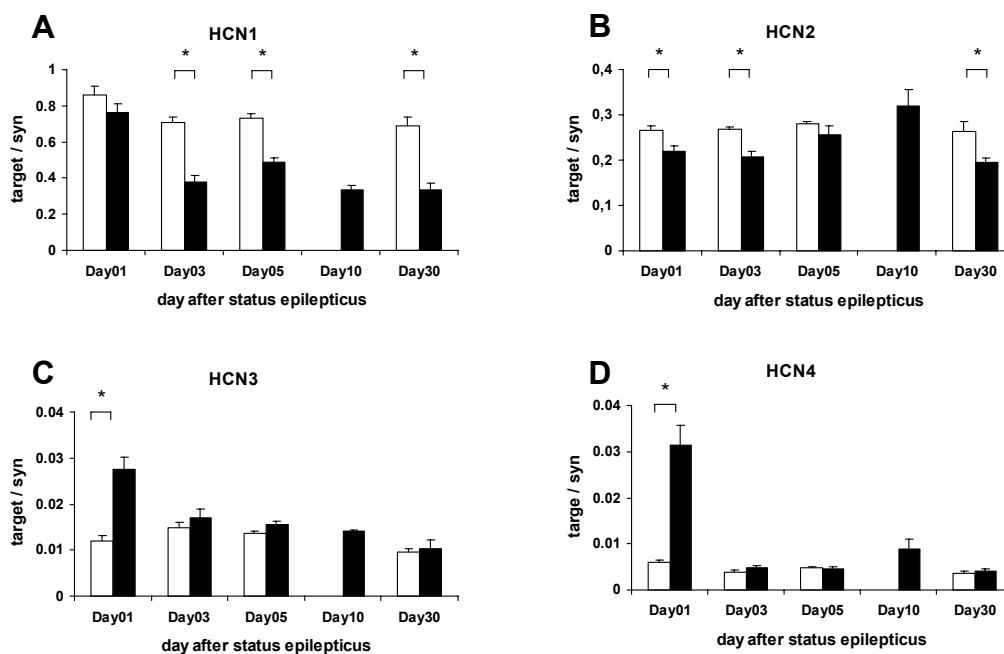 A
HCN1
* * *
target / syn
1
0.8
0.6
0.4
0.2
0
Day01 Day03 Day05 Day10 Day30
day after status epilepticus
B
HCN2
* * *
target / syn
0,4
0,3
0,2
0,1
0
Day01 Day03 Day05 Day10 Day30
day after status epilepticus
C
HCN3
*
target / syn
0.04
0.03
0.02
0.01
0
Day01 Day03 Day05 Day10 Day30
day after status epilepticus
D
HCN4
*
targe / syn
0.04
0.03
0.02
0.01
0
Day01 Day03 Day05 Day10 Day30
day after status epilepticus